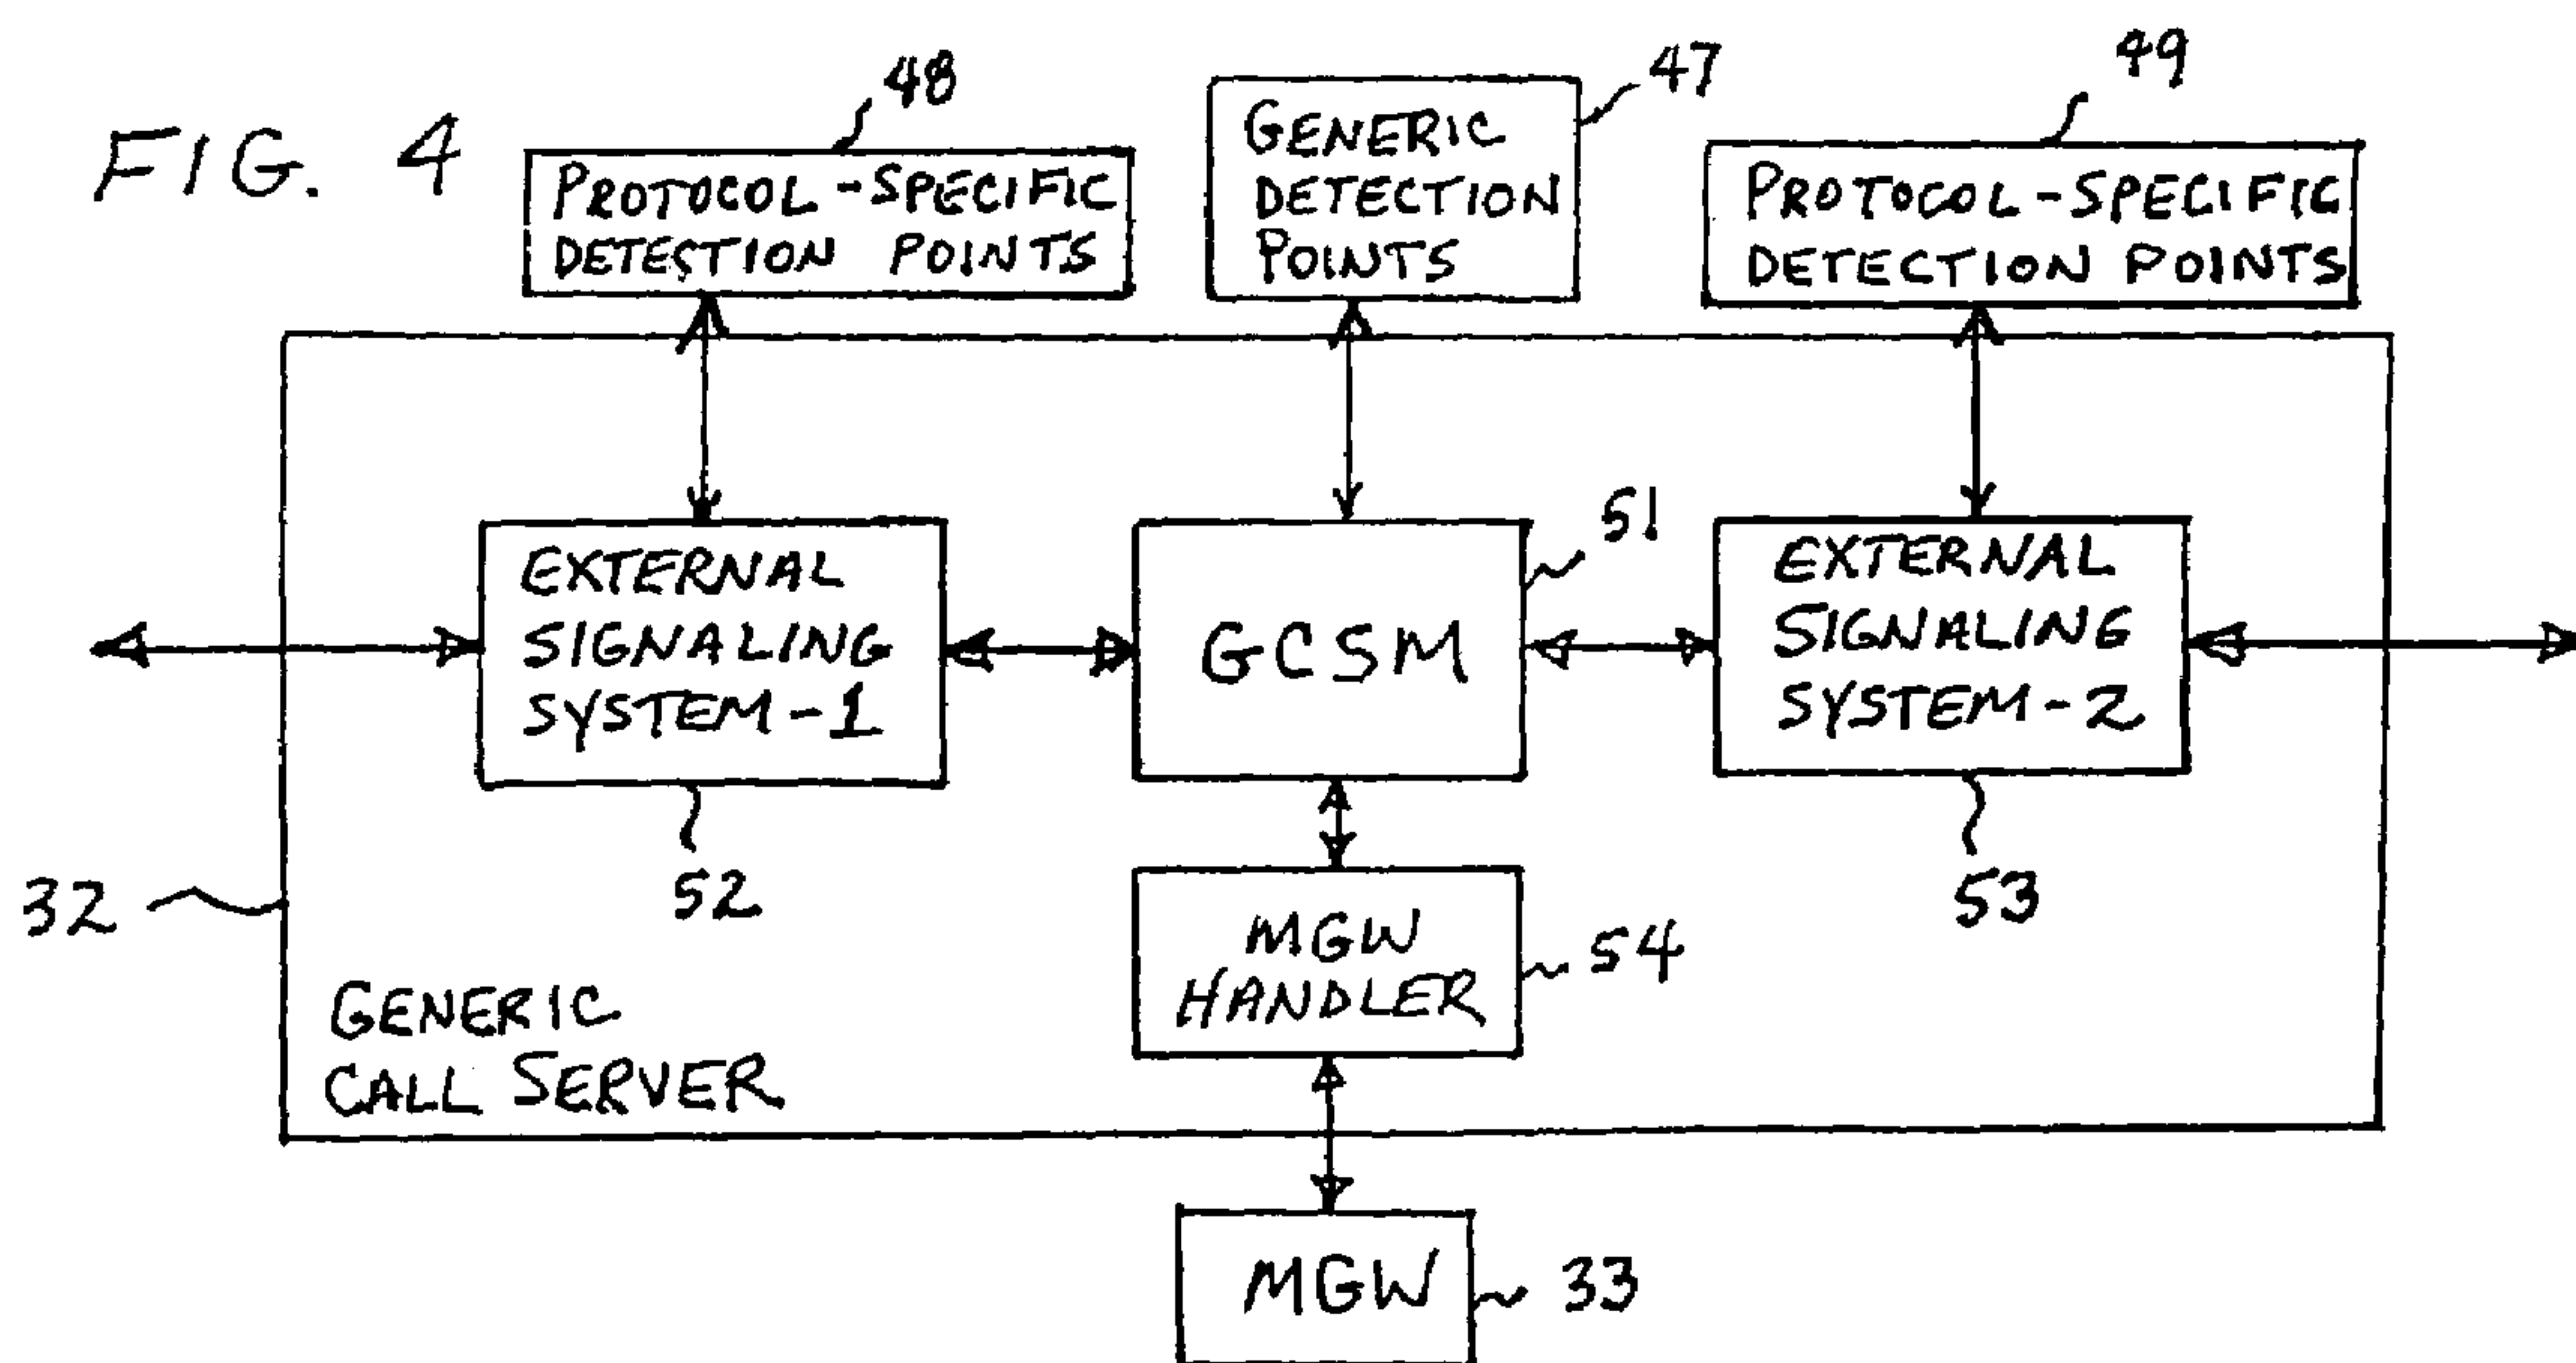 FIG. 4
48
PROTOCOL-SPECIFIC
DETECTION POINTS
47
GENERIC
DETECTION
POINTS
49
PROTOCOL-SPECIFIC
DETECTION POINTS
EXTERNAL
SIGNALING
SYSTEM-1
52
GCSM
51
EXTERNAL
SIGNALING
SYSTEM-2
53
MGW
HANDLER
54
32
GENERIC
CALL SERVER
MGW
33